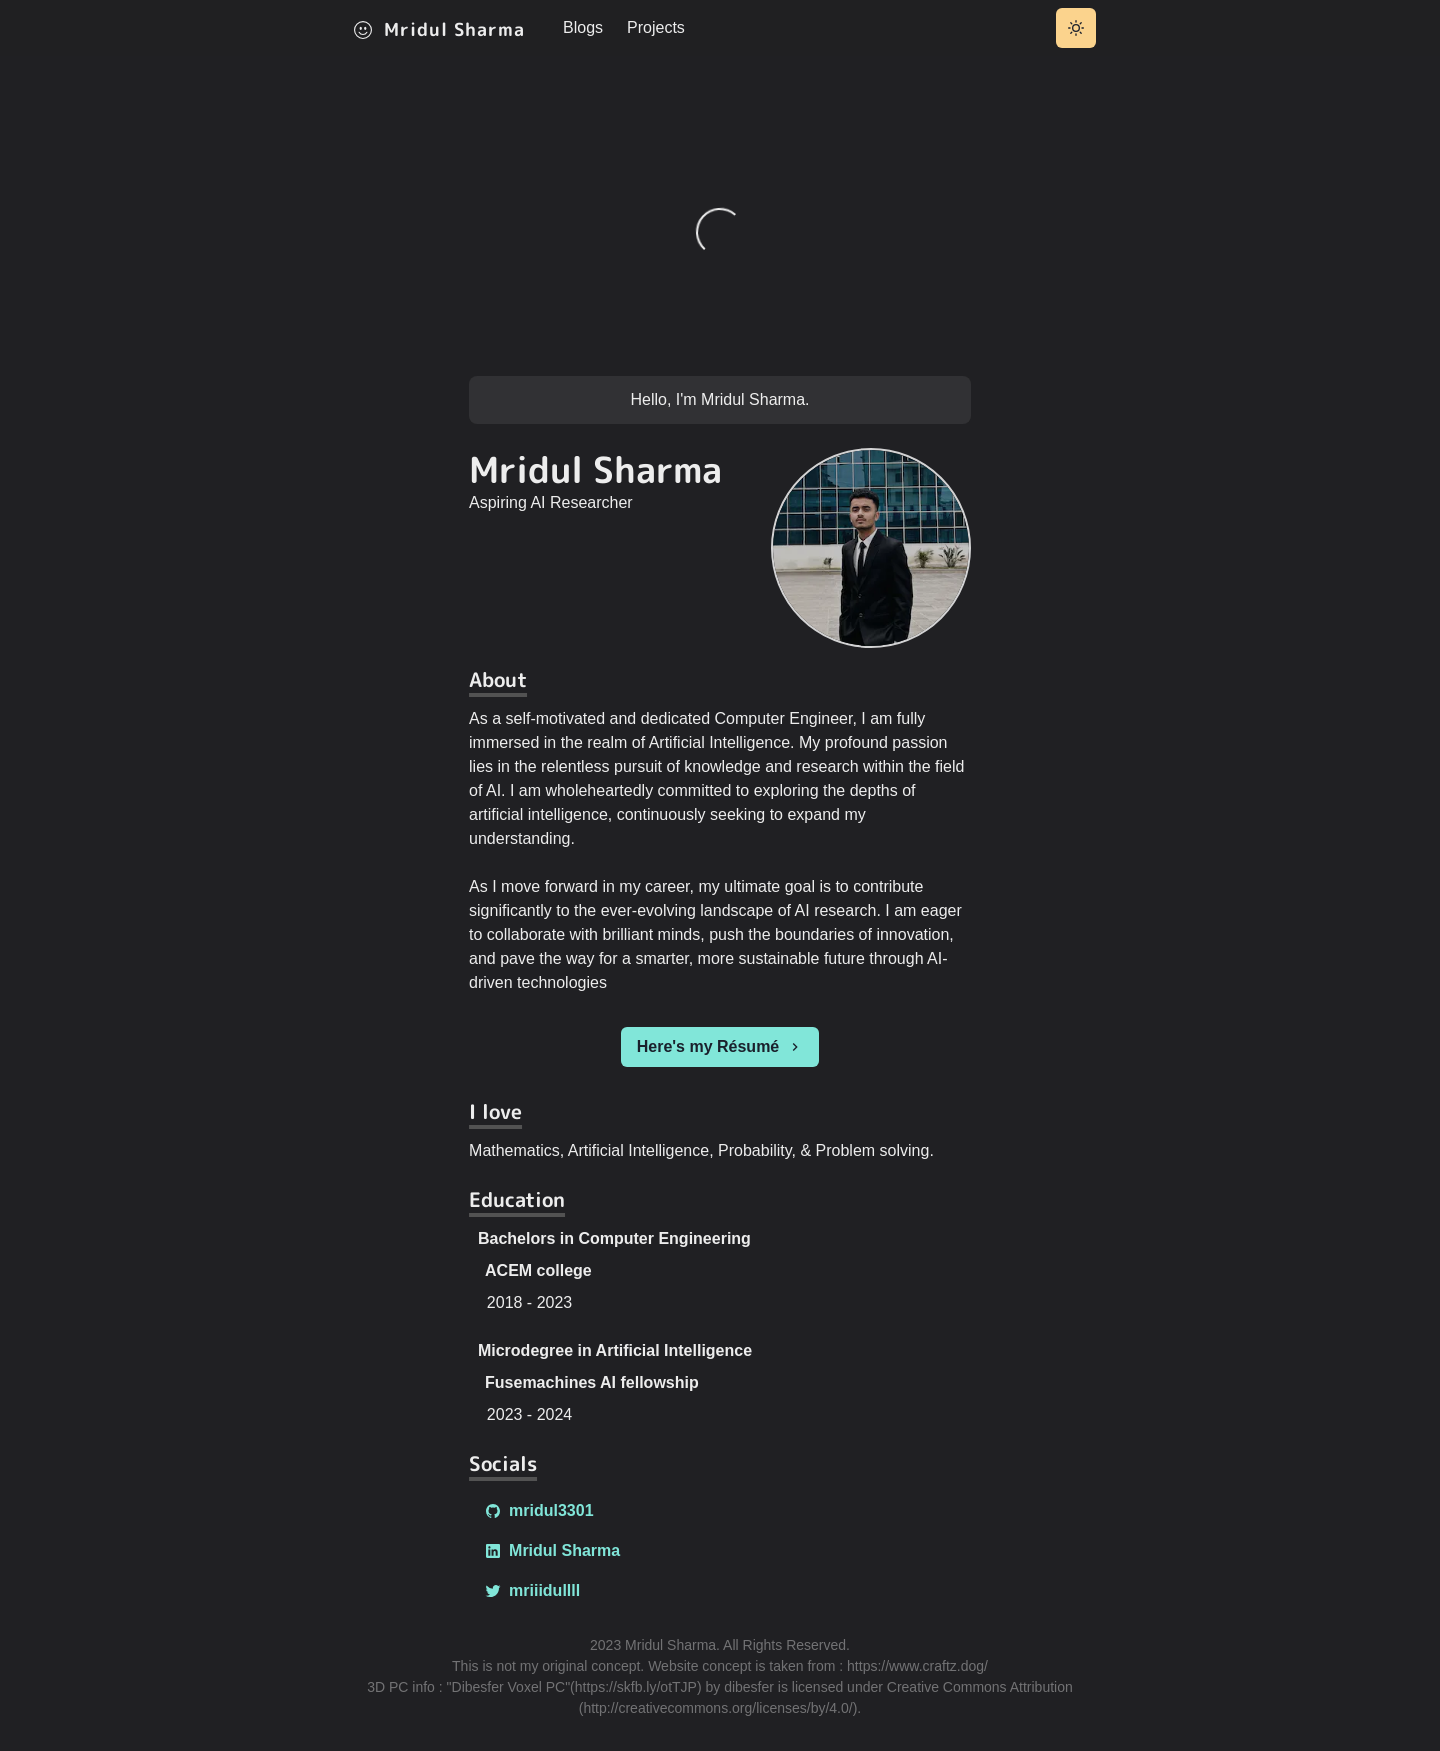 Mridul Sharma
Blogs
Projects
Hello, I'm Mridul Sharma.
Mridul Sharma
Aspiring AI Researcher
About
As a self-motivated and dedicated Computer Engineer, I am fully
immersed in the realm of Artificial Intelligence. My profound passion
lies in the relentless pursuit of knowledge and research within the field
of AI. I am wholeheartedly committed to exploring the depths of
artificial intelligence, continuously seeking to expand my
understanding.
As I move forward in my career, my ultimate goal is to contribute
significantly to the ever-evolving landscape of AI research. I am eager
to collaborate with brilliant minds, push the boundaries of innovation,
and pave the way for a smarter, more sustainable future through AI-
driven technologies
Here's my Résumé
I love
Mathematics, Artificial Intelligence, Probability, & Problem solving.
Education
Bachelors in Computer Engineering
ACEM college
2018 - 2023
Microdegree in Artificial Intelligence
Fusemachines AI fellowship
2023 - 2024
Socials
mridul3301
Mridul Sharma
mriiidullll
2023 Mridul Sharma. All Rights Reserved.
This is not my original concept. Website concept is taken from : https://www.craftz.dog/
3D PC info : "Dibesfer Voxel PC"(https://skfb.ly/otTJP) by dibesfer is licensed under Creative Commons Attribution
(http://creativecommons.org/licenses/by/4.0/).